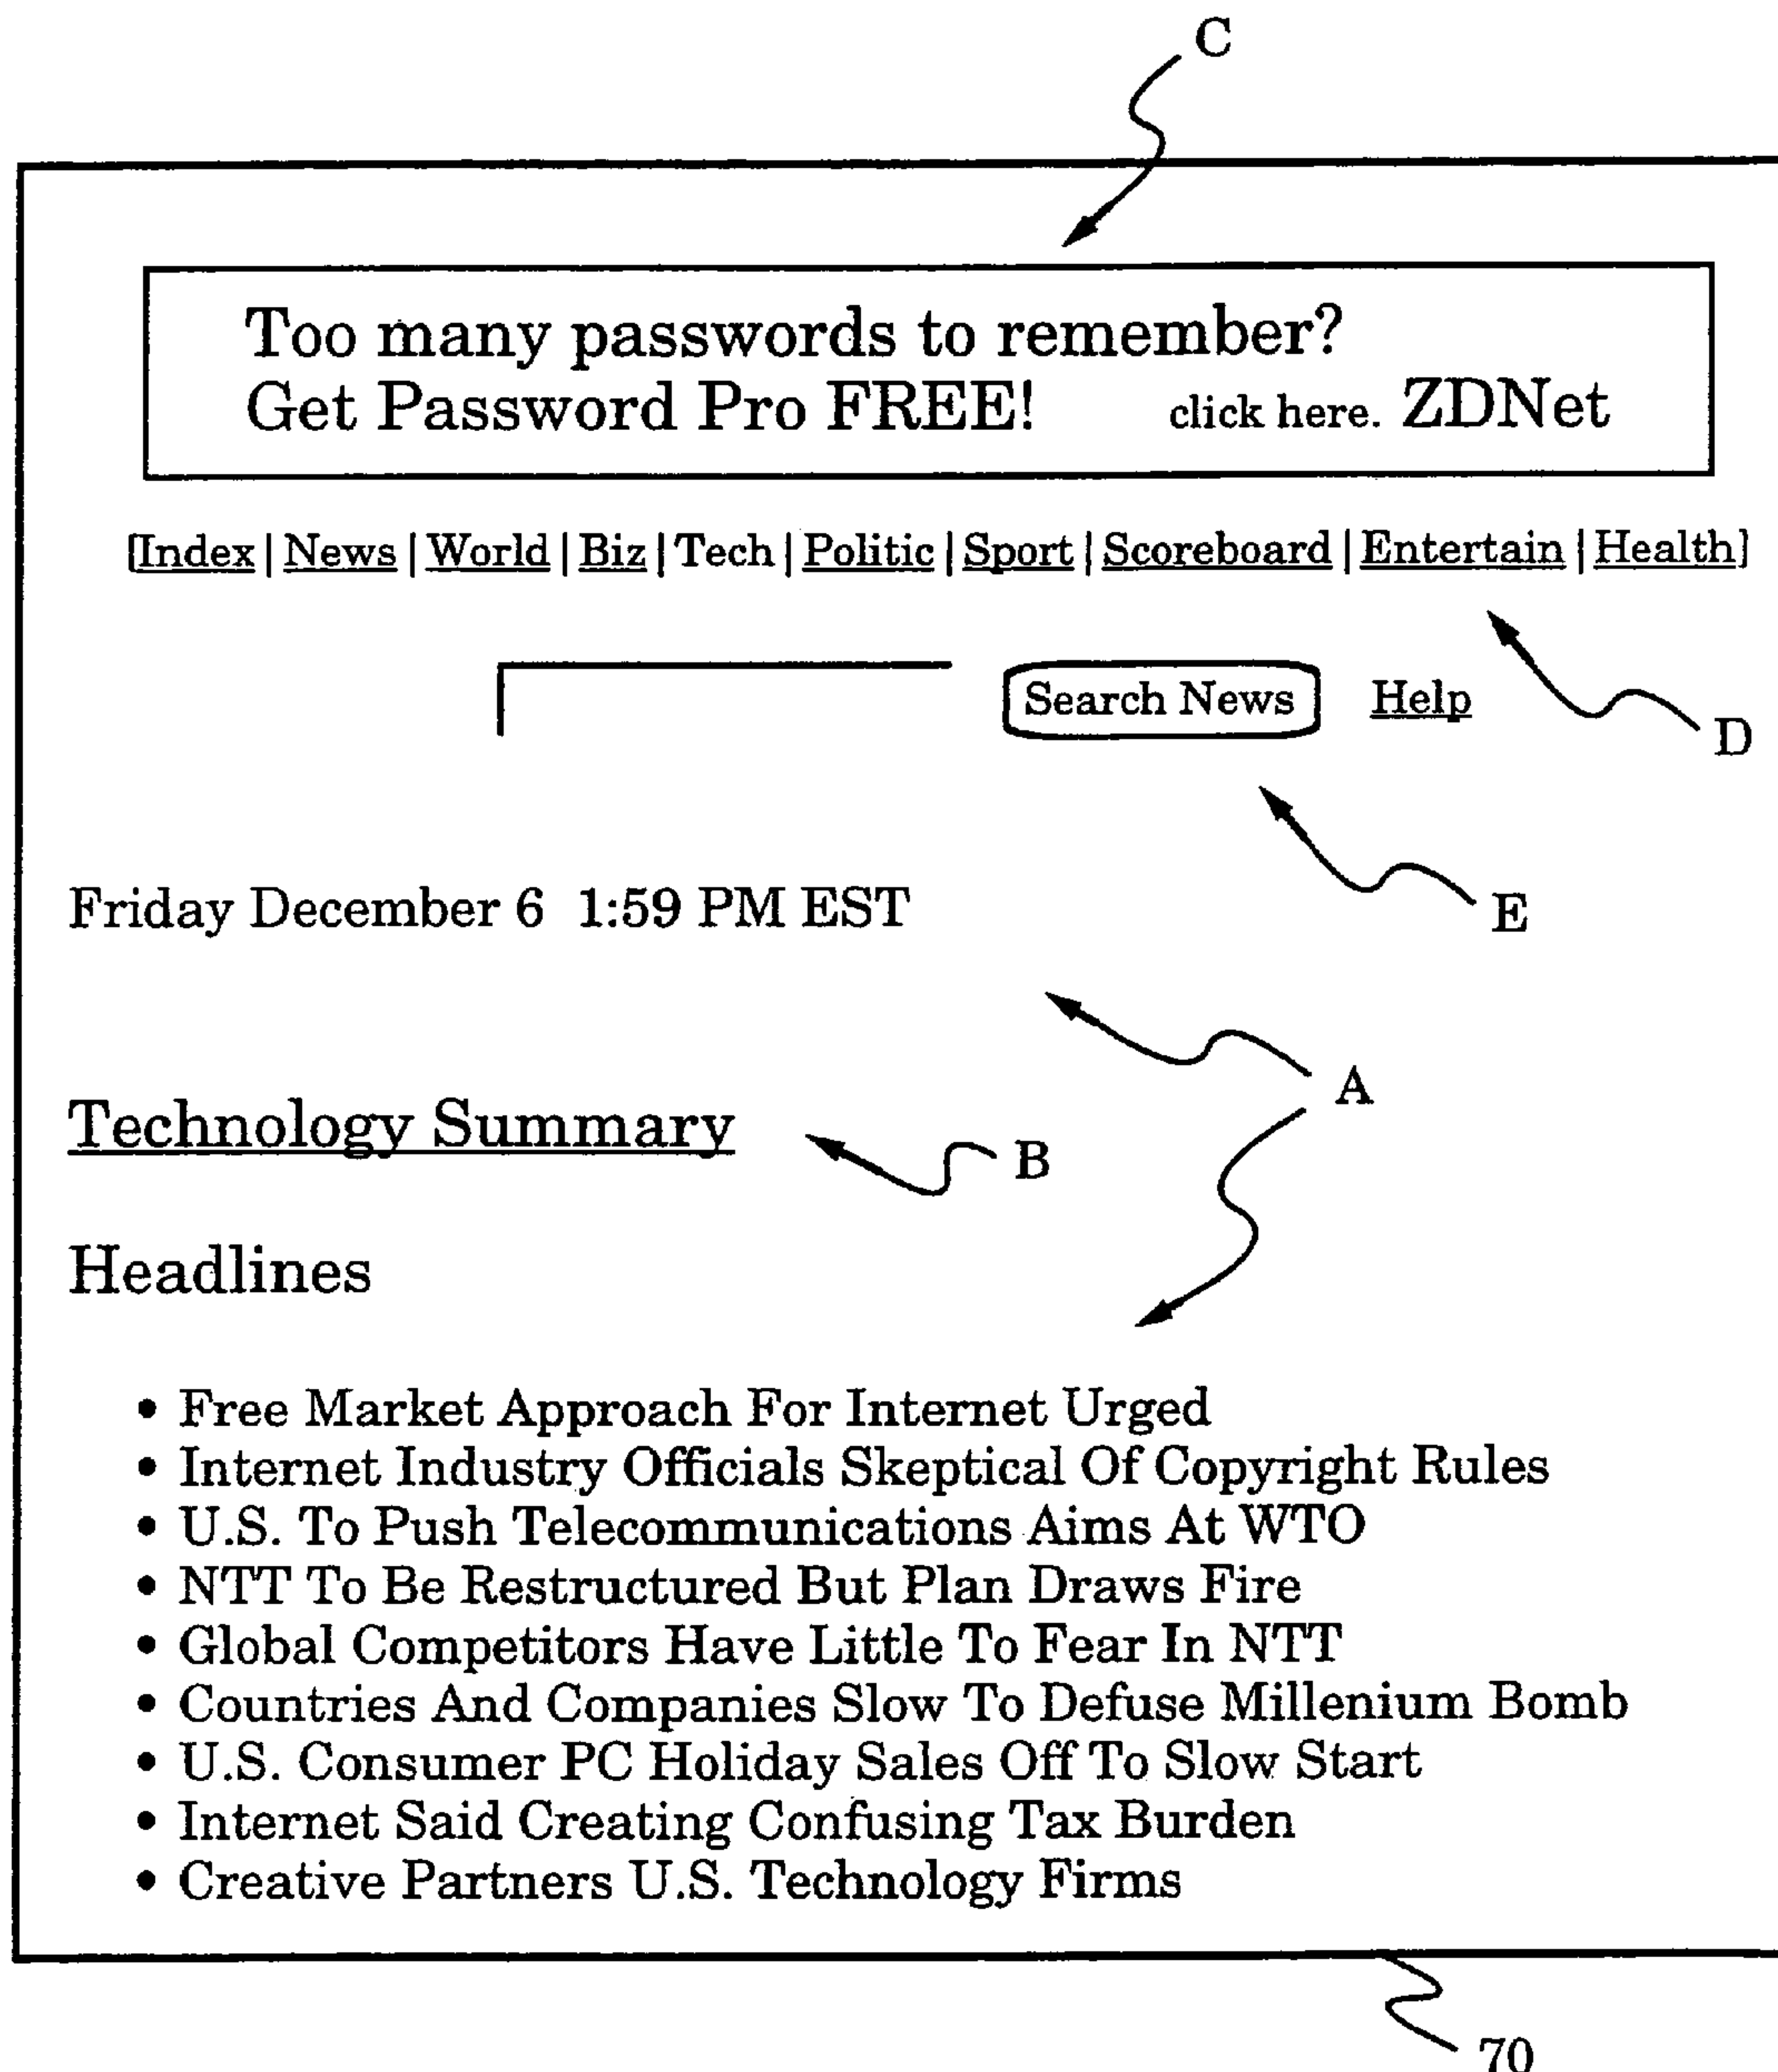 C
Too many passwords to remember?
Get Password Pro FREE! click here. ZDNet
[Index | News | World | Biz | Tech | Politic | Sport | Scoreboard | Entertain | Health]
Search News Help
D
E
Friday December 6 1:59 PM EST
A
Technology Summary
B
Headlines
• Free Market Approach For Internet Urged
• Internet Industry Officials Skeptical Of Copyright Rules
• U.S. To Push Telecommunications Aims At WTO
• NTT To Be Restructured But Plan Draws Fire
• Global Competitors Have Little To Fear In NTT
• Countries And Companies Slow To Defuse Millenium Bomb
• U.S. Consumer PC Holiday Sales Off To Slow Start
• Internet Said Creating Confusing Tax Burden
• Creative Partners U.S. Technology Firms
70